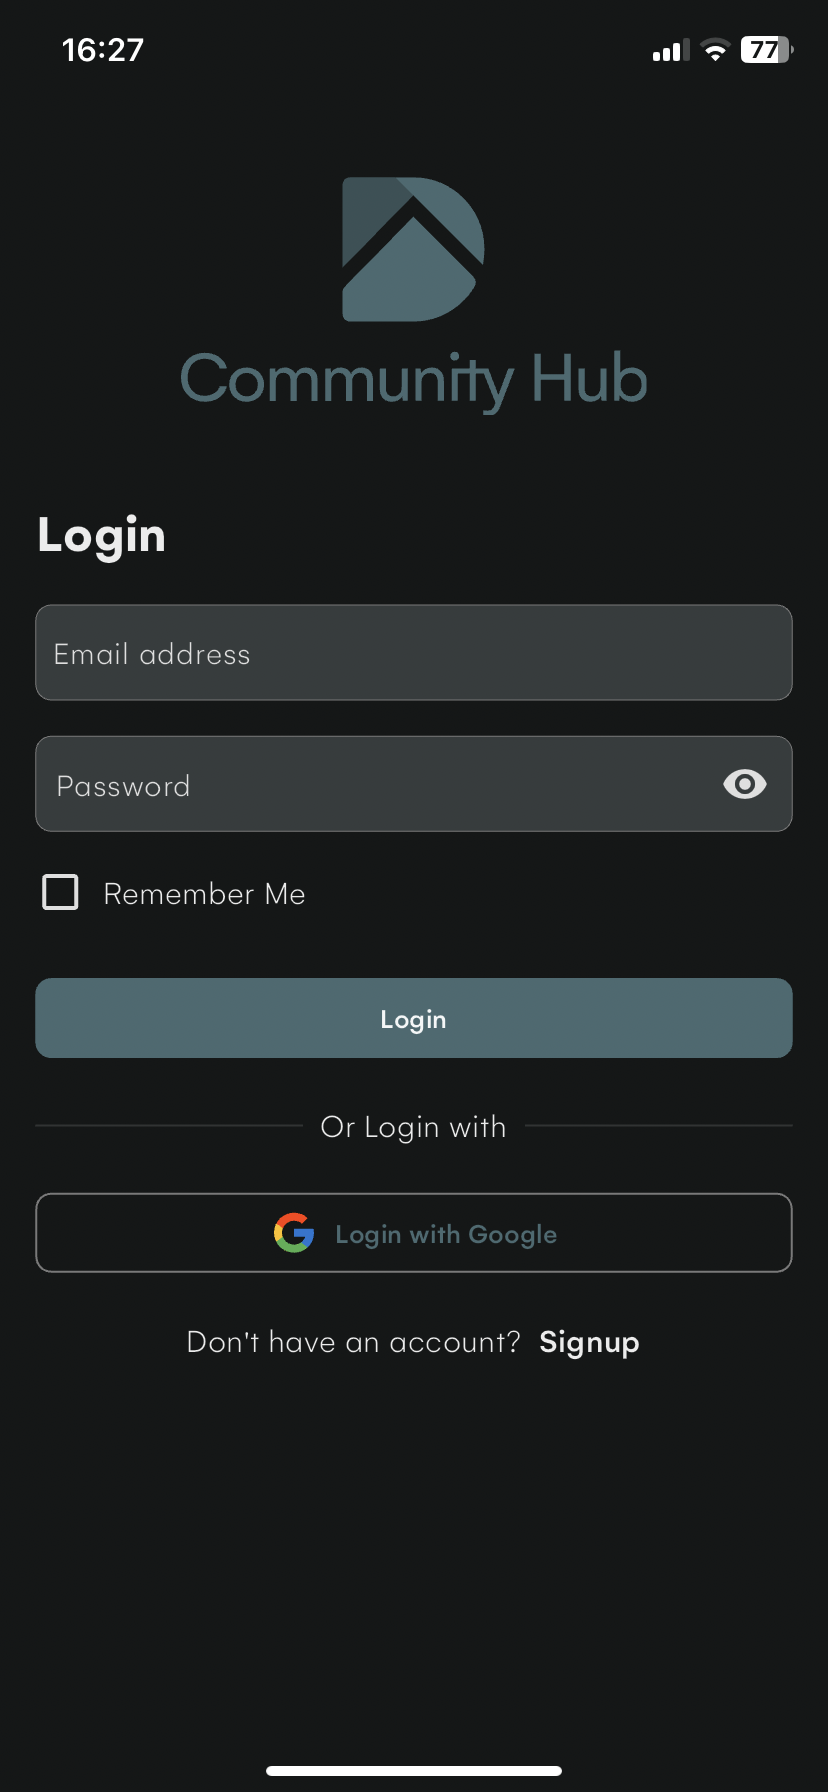 16:27
77
Community Hub
Login
Email address
Password
Remember Me
Login
Or Login with
Login with Google
Don't have an account? Signup